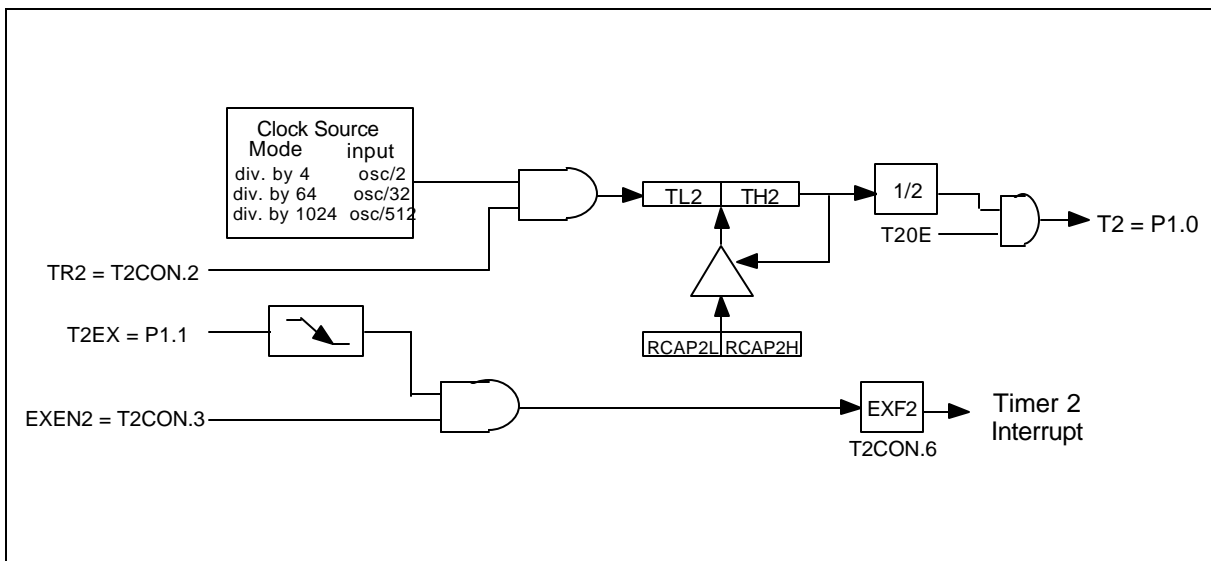 Clock Source
Mode input
div. by 4 osc/2
div. by 64 osc/32
div. by 1024 osc/512
TL2 TH2
1/2
T20E
T2 = P1.0
TR2 = T2CON.2
T2EX = P1.1
RCAP2L RCAP2H
EXEN2 = T2CON.3
EXF2
T2CON.6
Timer 2
Interrupt